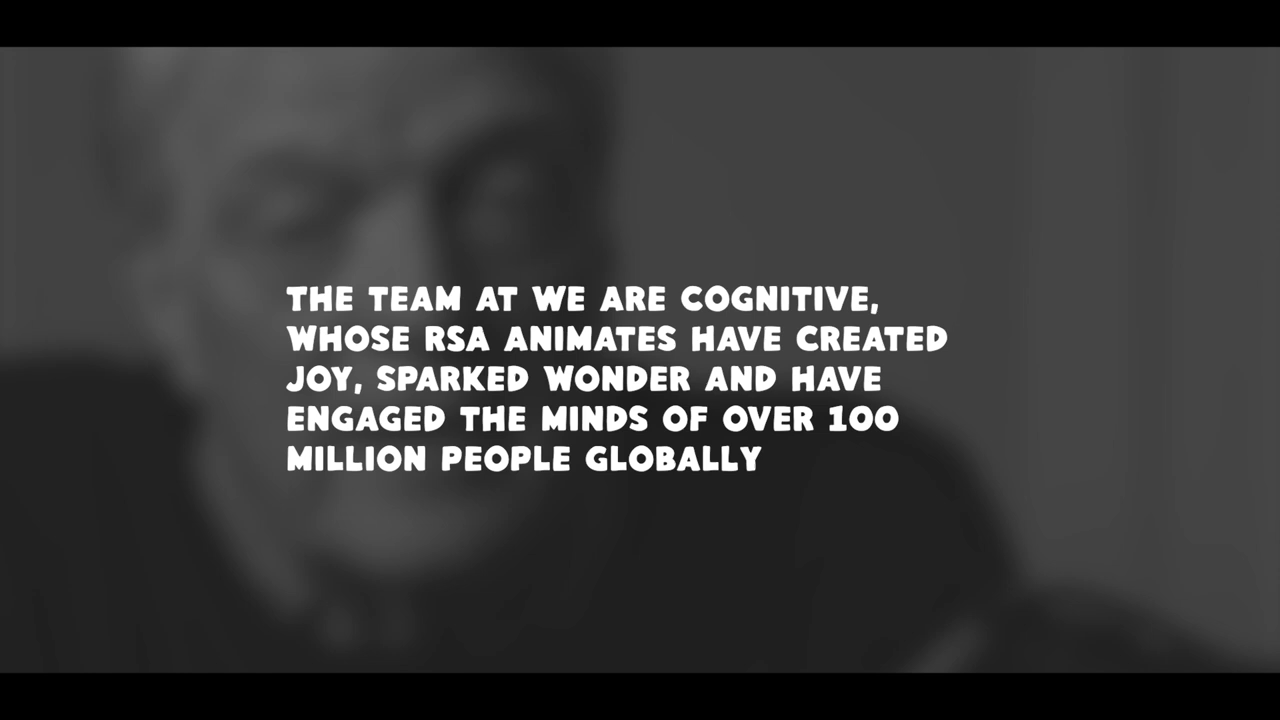 THE TEAM AT WE ARE COGNITIVE,
WHOSE RSA ANIMATES HAVE CREATED
JOY, SPARKED WONDER AND HAVE
ENGAGED THE MINDS OF OVER 100
MILLION PEOPLE GLOBALLY